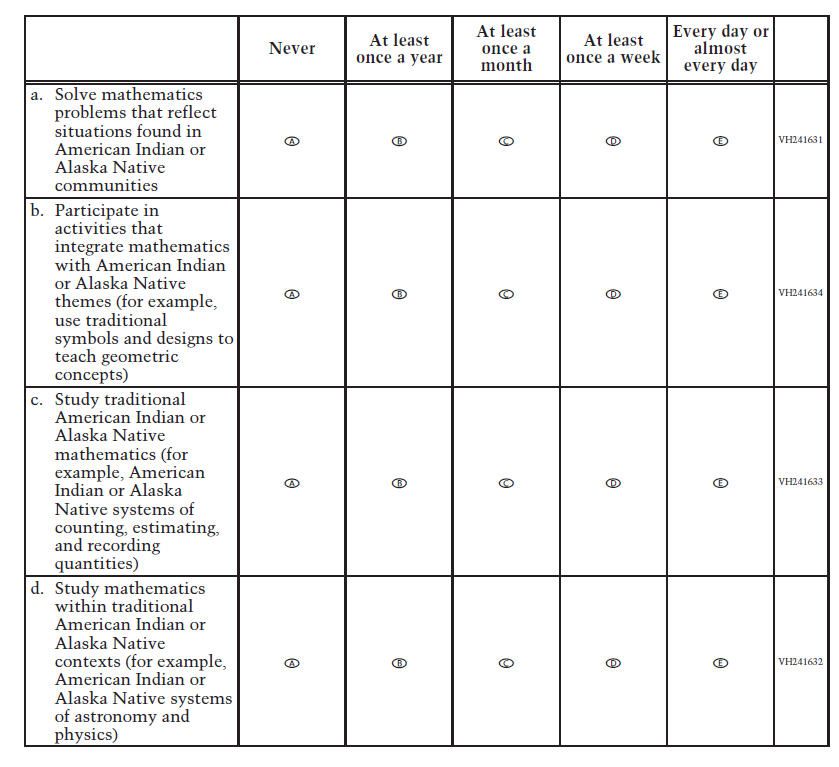 Never
At least
once a year
At least
once a
month
At least
once a week
Every day or
almost
every day
a. Solve mathematics
problems that reflect
situations found in
American Indian or
Alaska Native
communities
A B C D E VH241631
b. Participate in
activities that
integrate mathematics
with American Indian
or Alaska Native
themes (for example,
use traditional
symbols and designs to
teach geometric
concepts)
A B C D E VH241634
c. Study traditional
American Indian or
Alaska Native
mathematics (for
example, American
Indian or Alaska
Native systems of
counting, estimating,
and recording
quantities)
A B C D E VH241633
d. Study mathematics
within traditional
American Indian or
Alaska Native
contexts (for example,
American Indian or
Alaska Native systems
of astronomy and
physics)
A B C D E VH241632